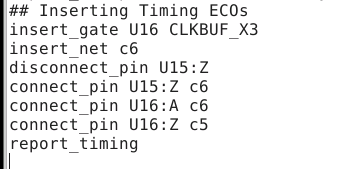 ## Inserting Timing ECOs
insert_gate U16 CLKBUF_X3
insert_net c6
disconnect_pin U15:Z
connect_pin U15:Z c6
connect_pin U16:A c6
connect_pin U16:Z c5
report_timing